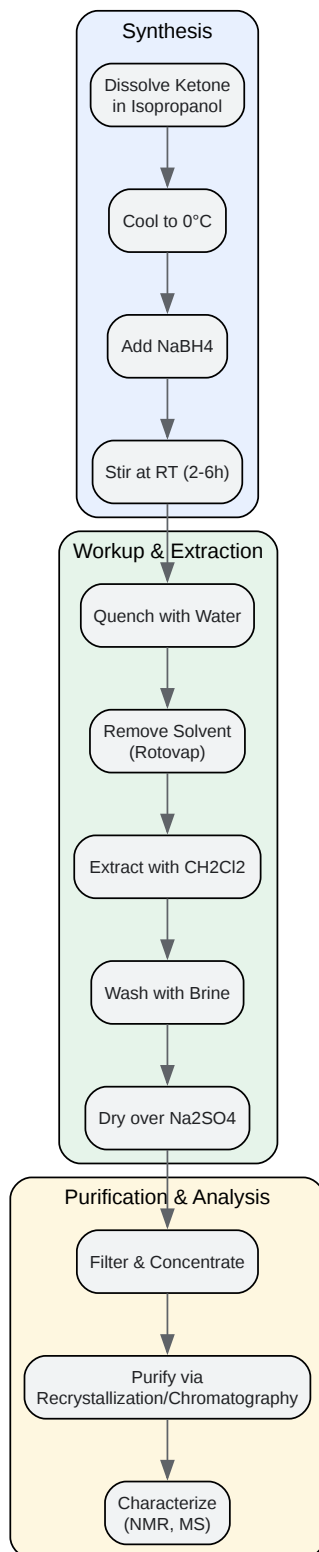 Synthesis
Dissolve Ketone
in Isopropanol
Cool to 0°C
Add NaBH4
Stir at RT (2-6h)
Workup & Extraction
Quench with Water
Remove Solvent
(Rotovap)
Extract with CH2Cl2
Wash with Brine
Dry over Na2SO4
Purification & Analysis
Filter & Concentrate
Purify via
Recrystallization/Chromatography
Characterize
(NMR, MS)